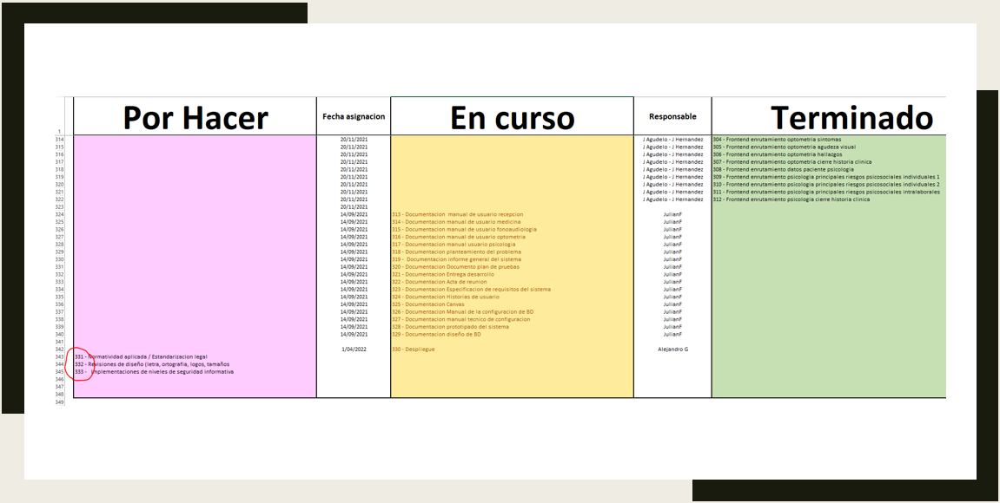 1 Por Hacer Fecha asignacion En curso Responsable Terminado
314 20/11/2021 J Agudelo - J Hernandez 304 - Frontend enrutamiento optometria sintomas
315 20/11/2021 J Agudelo - J Hernandez 305 - Frontend enrutamiento optometria agudeza visual
316 20/11/2021 J Agudelo - J Hernandez 306 - Frontend enrutamiento optometria hallazgos
317 20/11/2021 J Agudelo - J Hernandez 307 - Frontend enrutamiento optometria cierre historia clinica
318 20/11/2021 J Agudelo - J Hernandez 308 - Frontend enrutamiento datos paciente psicologia
319 20/11/2021 J Agudelo - J Hernandez 309 - Frontend enrutamiento psicologia principales riesgos psicosociales individuales 1
320 20/11/2021 J Agudelo - J Hernandez 310 - Frontend enrutamiento psicologia principales riesgos psicosociales individuales 2
321 20/11/2021 J Agudelo - J Hernandez 311 - Frontend enrutamiento psicologia principales riesgos psicosociales intralaborales
322 20/11/2021 J Agudelo - J Hernandez 312 - Frontend enrutamiento psicologia cierre historia clinica
323 20/11/2021
324 14/09/2021 313 - Documentacion manual de usuario recepcion JulianF
325 14/09/2021 314 - Documentacion manual de usuario medicina JulianF
326 14/09/2021 315 - Documentacion manual de usuario fonoaudiologia JulianF
327 14/09/2021 316 - Documentacion manual de usuario optometria JulianF
328 14/09/2021 317 - Documentacion manual usuario psicologia JulianF
329 14/09/2021 318 - Documentacion planteamiento del problema JulianF
330 14/09/2021 319 - Documentacion informe general del sistema JulianF
331 14/09/2021 320 - Documentacion Documento plan de pruebas JulianF
332 14/09/2021 321 - Documentacion Entrega desarrollo JulianF
333 14/09/2021 322 - Documentacion Acta de reunion JulianF
334 14/09/2021 323 - Documentacion Especificacion de requisitos del sistema JulianF
335 14/09/2021 324 - Documentacion Historias de usuario JulianF
336 14/09/2021 325 - Documentacion Canvas JulianF
337 14/09/2021 326 - Documentacion Manual de la configuracion de BD JulianF
338 14/09/2021 327 - Documentacion manual tecnico de configuracion JulianF
339 14/09/2021 328 - Documentacion prototipado del sistema JulianF
340 14/09/2021 329 - Documentacion diseño de BD JulianF
341
342 1/04/2022 330 - Despliegue Alejandro G
343 331 - Normatividad aplicada / Estandarizacion legal
344 332 - Revisiones de diseño (letra, ortografia, logos, tamaños
345 333 - Implementaciones de niveles de seguridad informativa
346
347
348
349